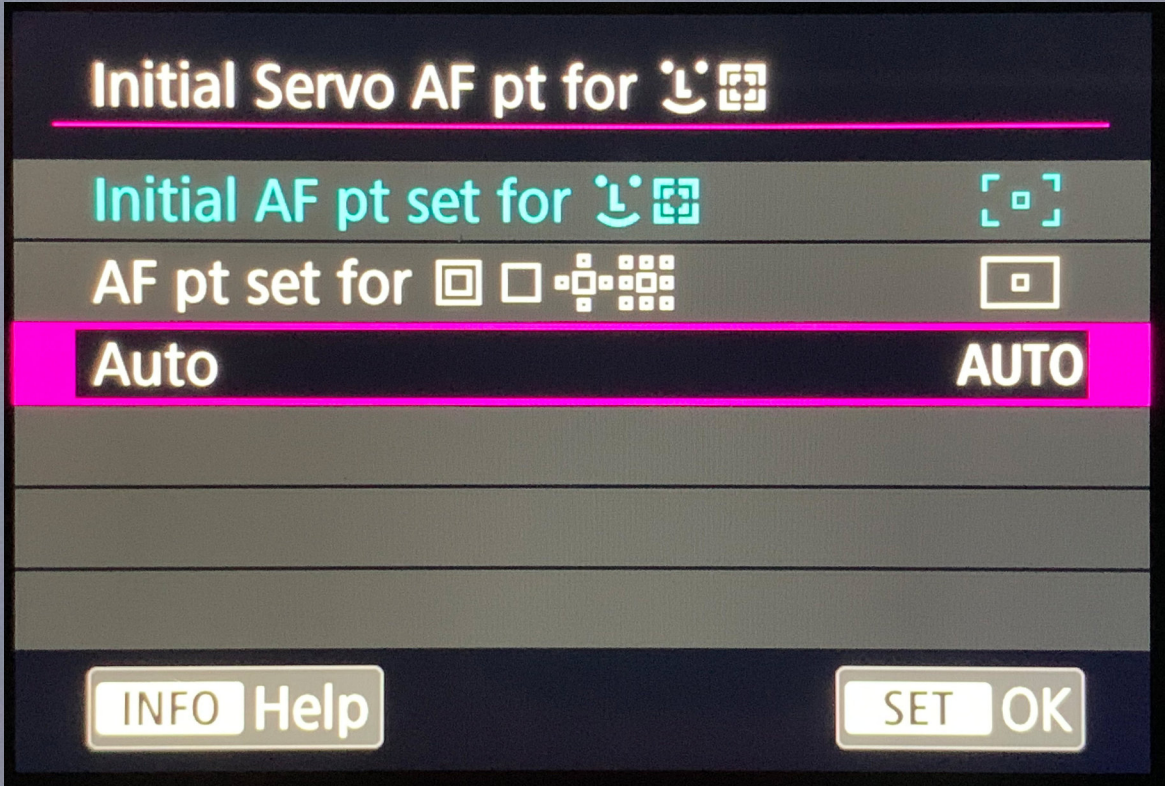 Initial Servo AF pt for
Initial AF pt set for
AF pt set for
Auto AUTO
INFO Help SET OK